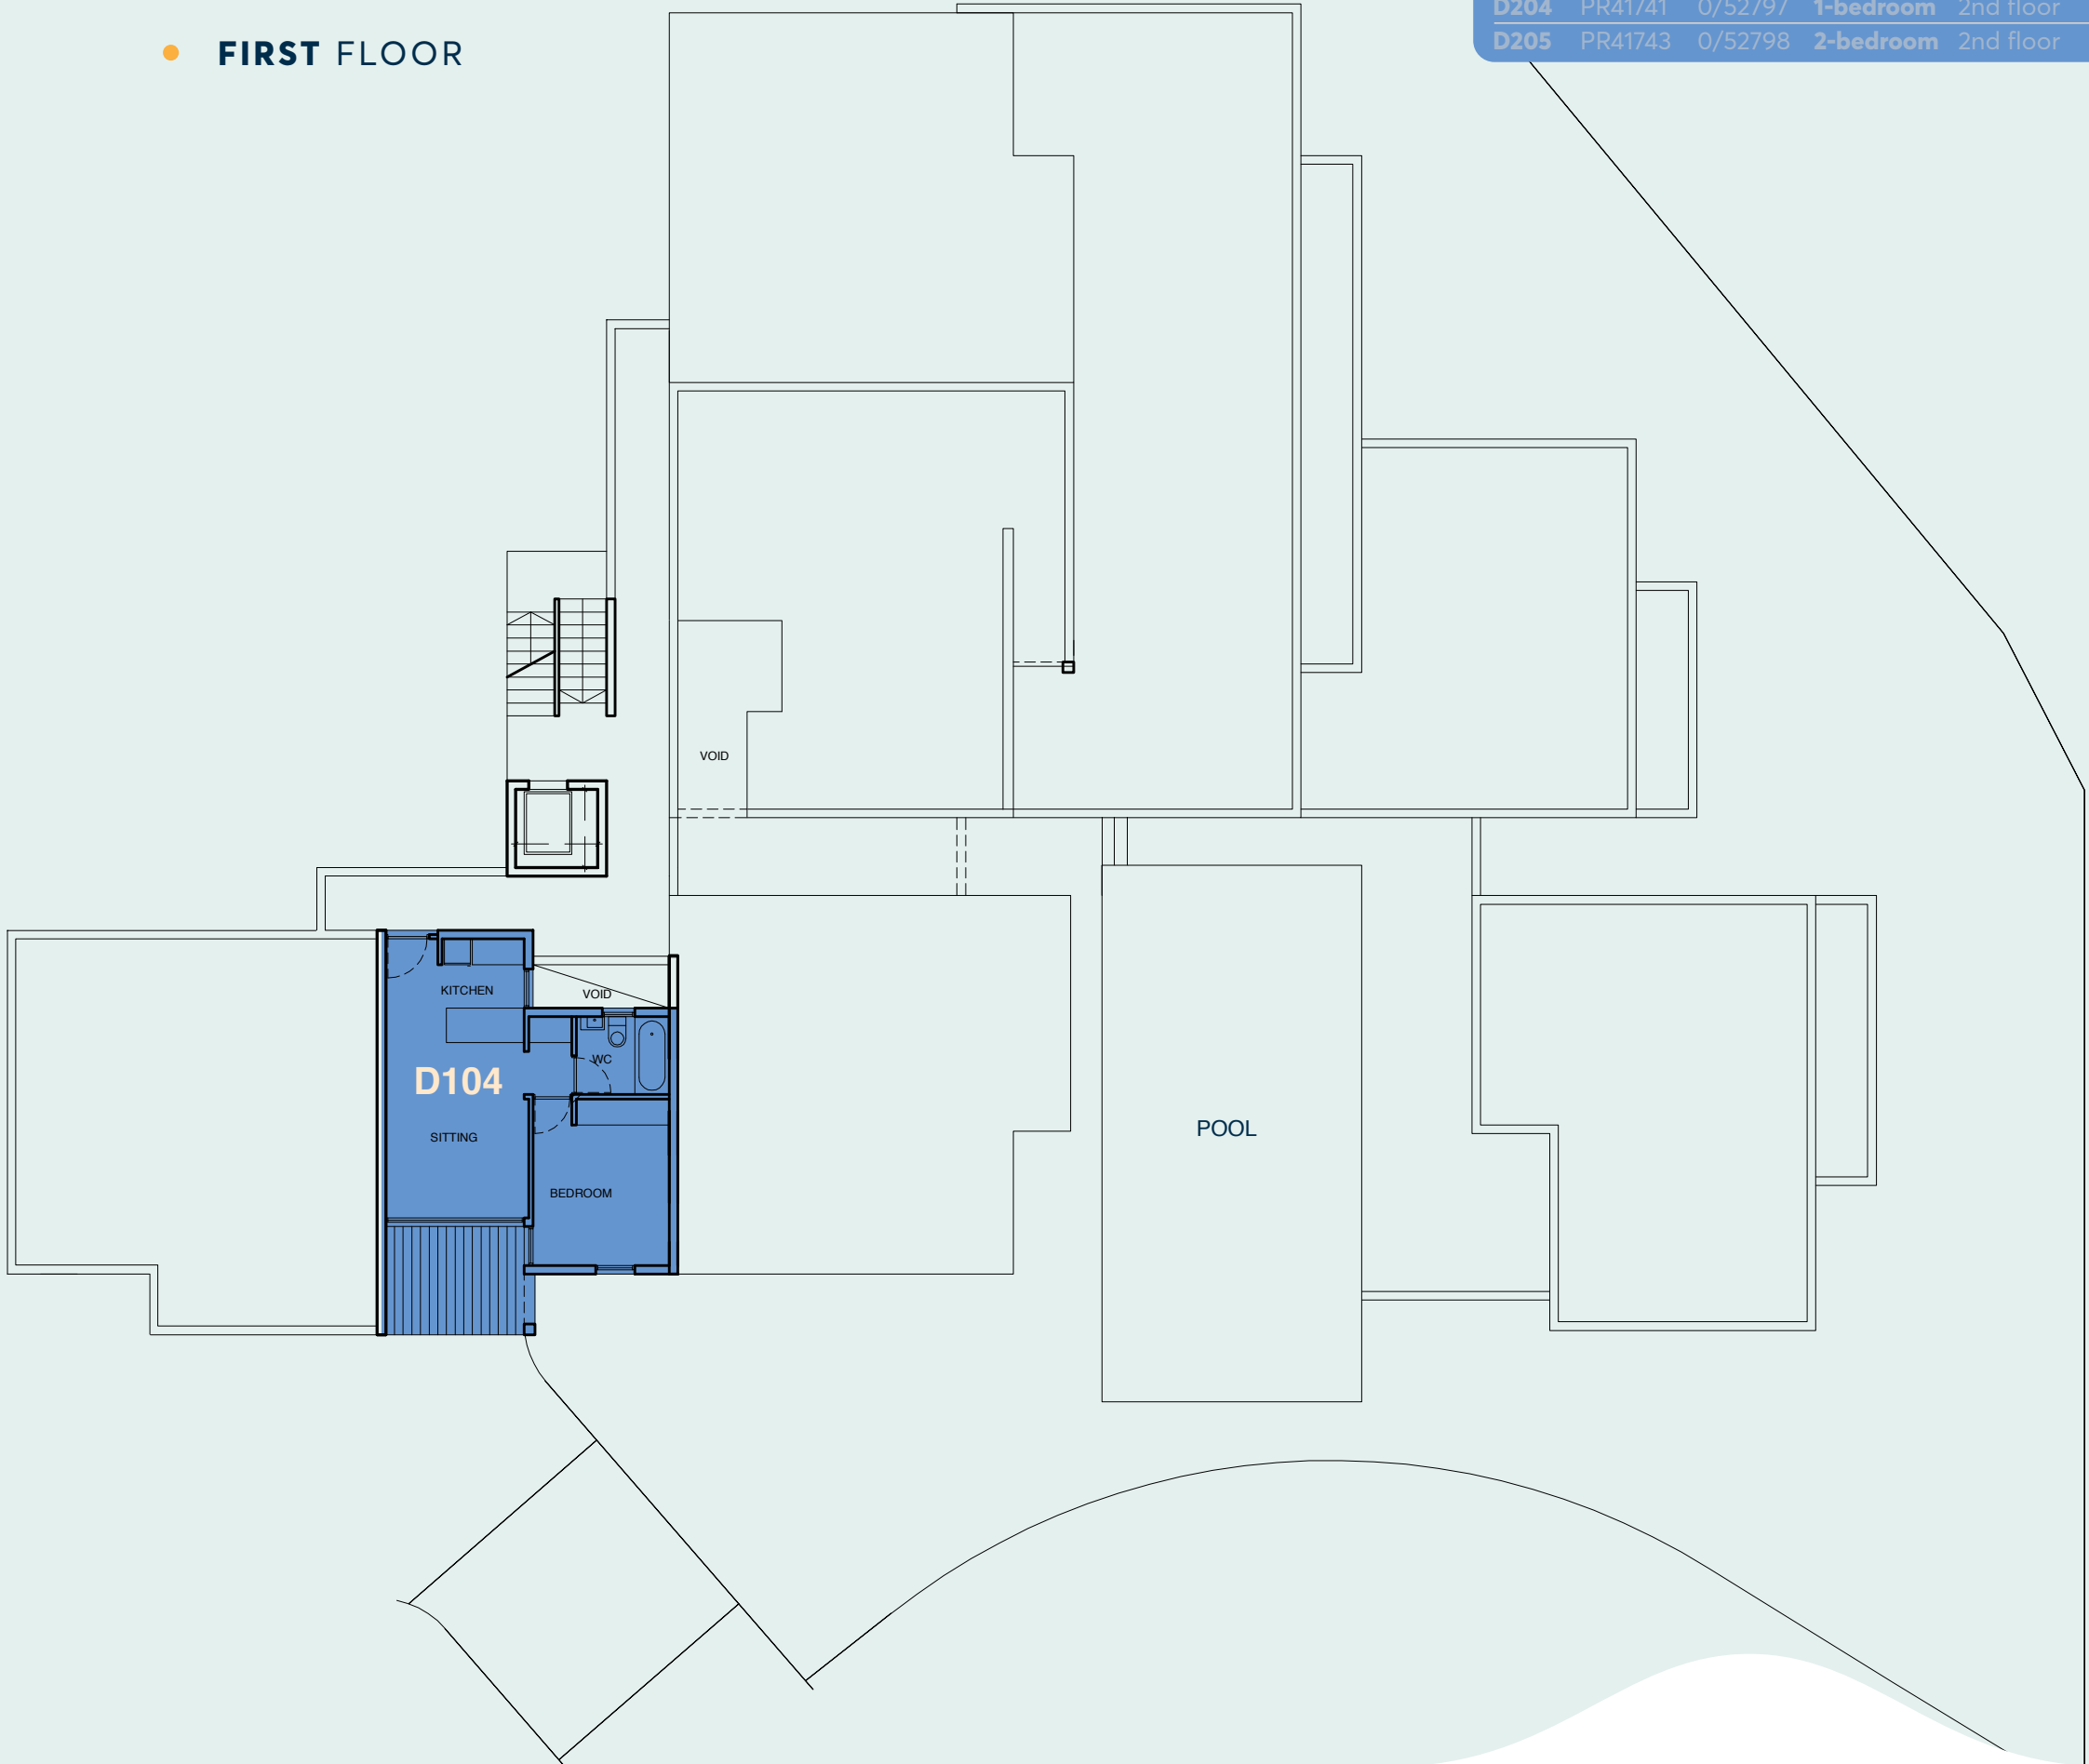 D204 PR41741 0/52797 1-bedroom 2nd floor
D205 PR41743 0/52798 2-bedroom 2nd floor
FIRST FLOOR
VOID
KITCHEN
VOID
WC
D104
SITTING
BEDROOM
POOL